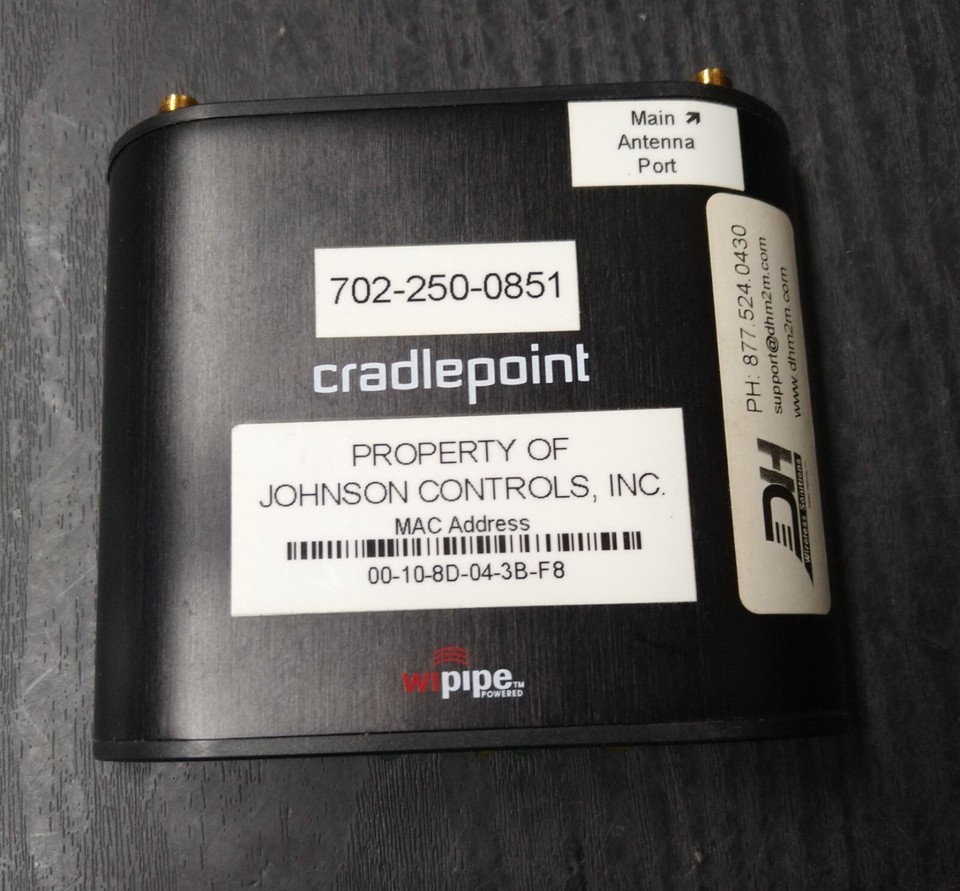 Main ↗
Antenna
Port
702-250-0851
cradlepoint
PROPERTY OF
JOHNSON CONTROLS, INC.
MAC Address
00-10-8D-04-3B-F8
wipipe™
POWERED
PH: 877.524.0430
support@dhm2m.com
www.dhm2m.com
DH
Wireless Solutions